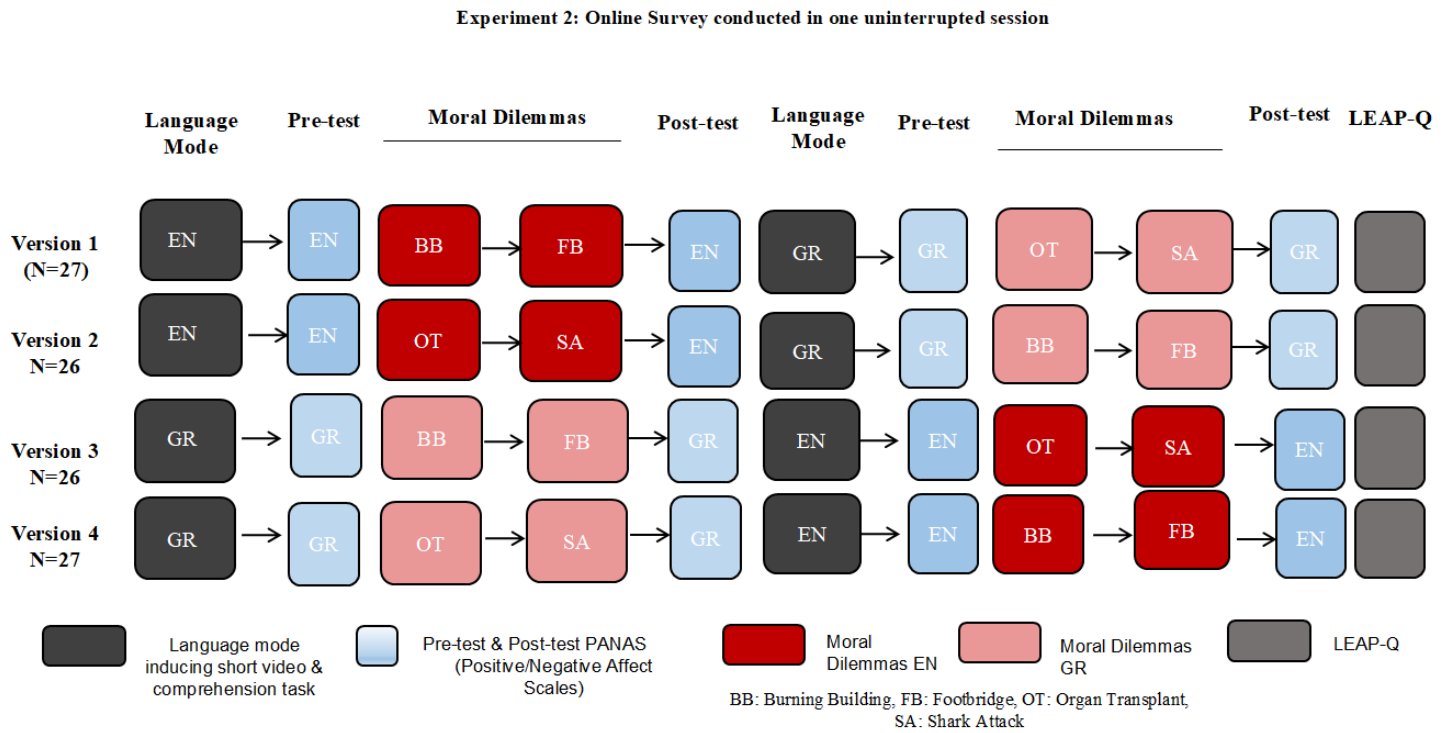 Experiment 2: Online Survey conducted in one uninterrupted session
Language Mode Pre-test Moral Dilemmas Post-test Language Mode Pre-test Moral Dilemmas Post-test LEAP-Q
Version 1 (N=27) EN EN BB FB EN GR GR OT SA GR
Version 2 N=26 EN EN OT SA EN GR GR BB FB GR
Version 3 N=26 GR GR BB FB GR EN EN OT SA EN
Version 4 N=27 GR GR OT SA GR EN EN BB FB EN
Language mode
inducing short video &
comprehension task
Pre-test & Post-test PANAS
(Positive/Negative Affect
Scales)
Moral
Dilemmas EN
Moral Dilemmas
GR
LEAP-Q
BB: Burning Building, FB: Footbridge, OT: Organ Transplant,
SA: Shark Attack